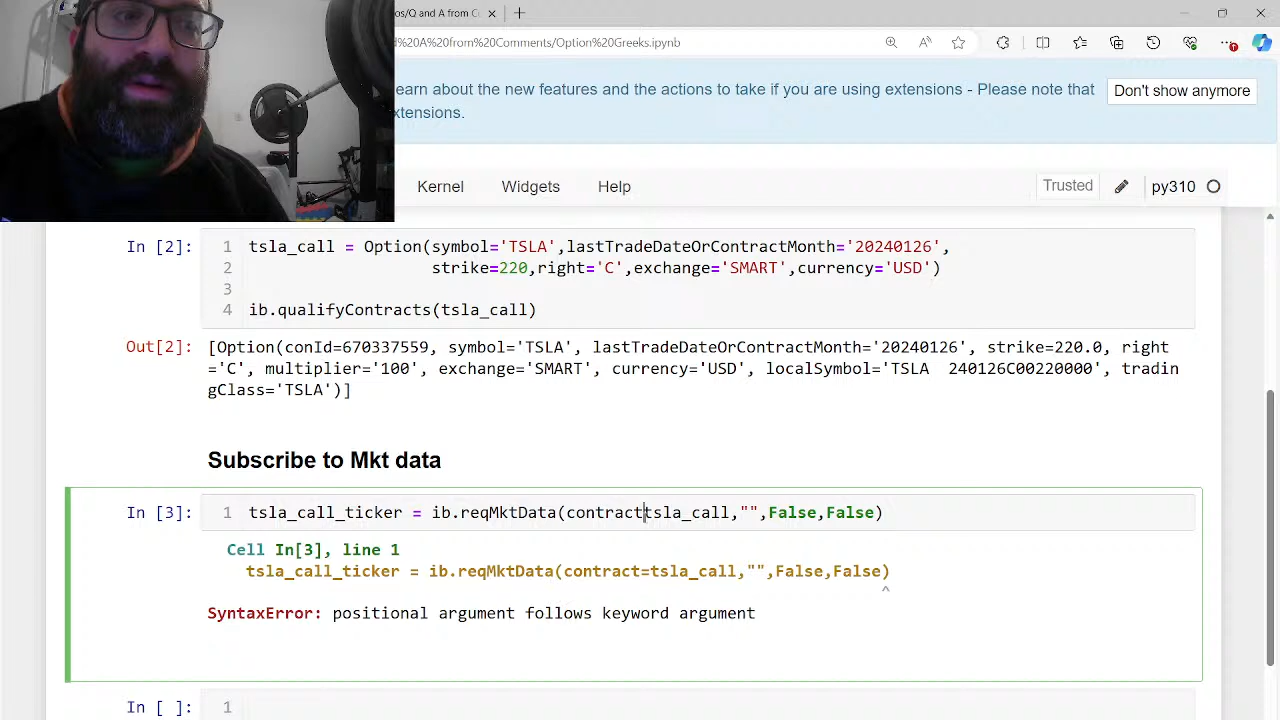 os/Q and A from C
d%20A%20from%20Comments/Option%20Greeks.ipynb
earn about the new features and the actions to take if you are using extensions - Please note that
xtensions.
Don't show anymore
Kernel Widgets Help Trusted py310
In [2]:
1 tsla_call = Option(symbol='TSLA',lastTradeDateOrContractMonth='20240126',
2 strike=220,right='C',exchange='SMART',currency='USD')
3
4 ib.qualifyContracts(tsla_call)
Out[2]: [Option(conId=670337559, symbol='TSLA', lastTradeDateOrContractMonth='20240126', strike=220.0, right
='C', multiplier='100', exchange='SMART', currency='USD', localSymbol='TSLA  240126C00220000', tradin
gClass='TSLA')]
Subscribe to Mkt data
In [3]: 1 tsla_call_ticker = ib.reqMktData(contracttsla_call,"",False,False)
Cell In[3], line 1
tsla_call_ticker = ib.reqMktData(contract=tsla_call,"",False,False)
^
SyntaxError: positional argument follows keyword argument
In [ ]: 1